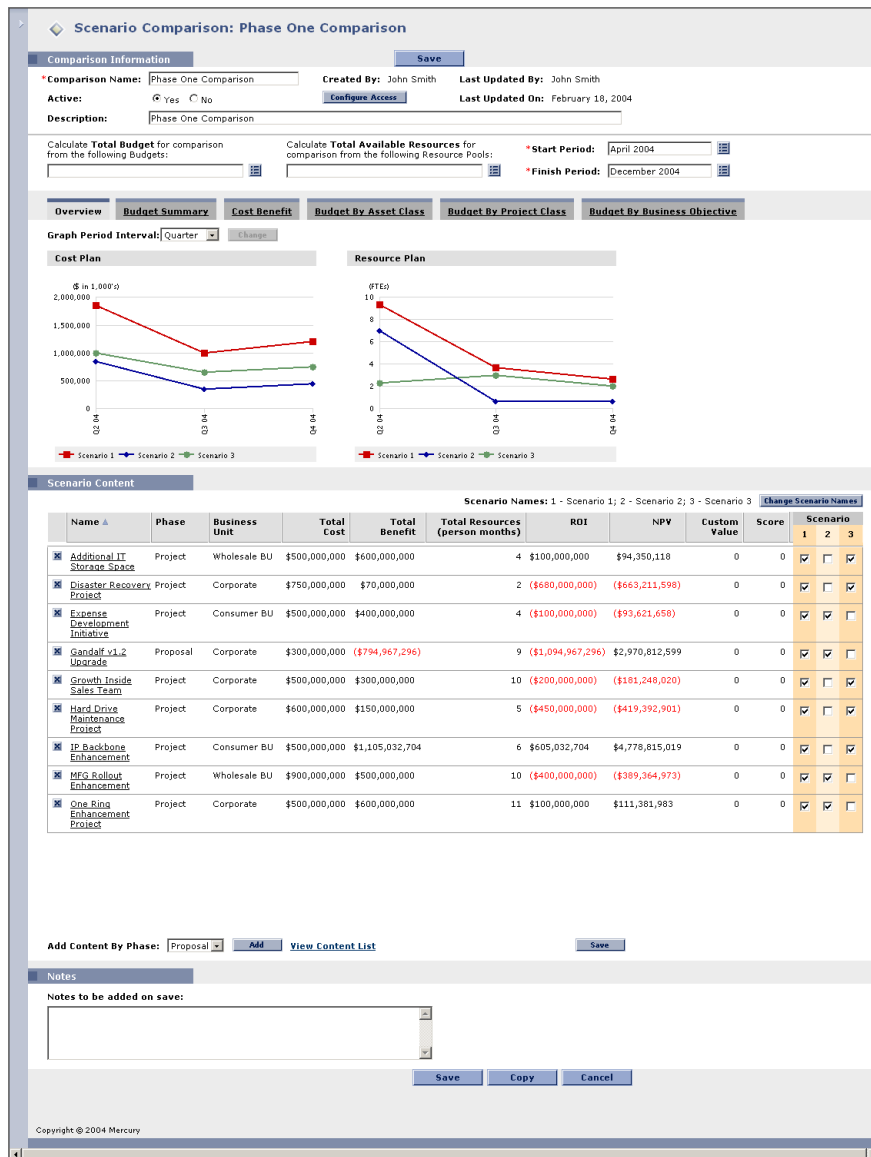 Scenario Comparison: Phase One Comparison
Comparison Information
Save
*Comparison Name: Phase One Comparison Created By: John Smith Last Updated By: John Smith
Active: Yes No Configure Access Last Updated On: February 18, 2004
Description: Phase One Comparison
Calculate Total Budget for comparison
from the following Budgets:
Calculate Total Available Resources for
comparison from the following Resource Pools:
*Start Period: April 2004
*Finish Period: December 2004
Overview Budget Summary Cost Benefit Budget By Asset Class Budget By Project Class Budget By Business Objective
Graph Period Interval: Quarter Change
Cost Plan
($ in 1,000's)
2,000,000
1,500,000
1,000,000
500,000
0
Q2 04 Q3 04 Q4 04
Scenario 1 Scenario 2 Scenario 3
Resource Plan
(FTEs)
10
8
6
4
2
0
Q2 04 Q3 04 Q4 04
Scenario 1 Scenario 2 Scenario 3
Scenario Content
Scenario Names: 1 - Scenario 1; 2 - Scenario 2; 3 - Scenario 3 Change Scenario Names
Name Phase Business Unit Total Cost Total Benefit Total Resources (person months) ROI NPV Custom Value Score Scenario
1 2 3
Additional IT Storage Space Project Wholesale BU $500,000,000 $600,000,000 4 $100,000,000 $94,350,118 0 0
Disaster Recovery Project Project Corporate $750,000,000 $70,000,000 2 ($680,000,000) ($663,211,598) 0 0
Expense Development Initiative Project Consumer BU $500,000,000 $400,000,000 4 ($100,000,000) ($93,621,658) 0 0
Gandalf v1.2 Upgrade Proposal Corporate $300,000,000 ($794,967,296) 9 ($1,094,967,296) $2,970,812,599 0 0
Growth Inside Sales Team Project Corporate $500,000,000 $300,000,000 10 ($200,000,000) ($181,248,020) 0 0
Hard Drive Maintenance Project Project Corporate $600,000,000 $150,000,000 5 ($450,000,000) ($419,392,901) 0 0
IP Backbone Enhancement Project Consumer BU $500,000,000 $1,105,032,704 6 $605,032,704 $4,778,815,019 0 0
MFG Rollout Enhancement Project Wholesale BU $900,000,000 $500,000,000 10 ($400,000,000) ($389,364,973) 0 0
One Ring Enhancement Project Project Corporate $500,000,000 $600,000,000 11 $100,000,000 $111,381,983 0 0
Add Content By Phase: Proposal Add View Content List Save
Notes
Notes to be added on save:
Save Copy Cancel
Copyright © 2004 Mercury